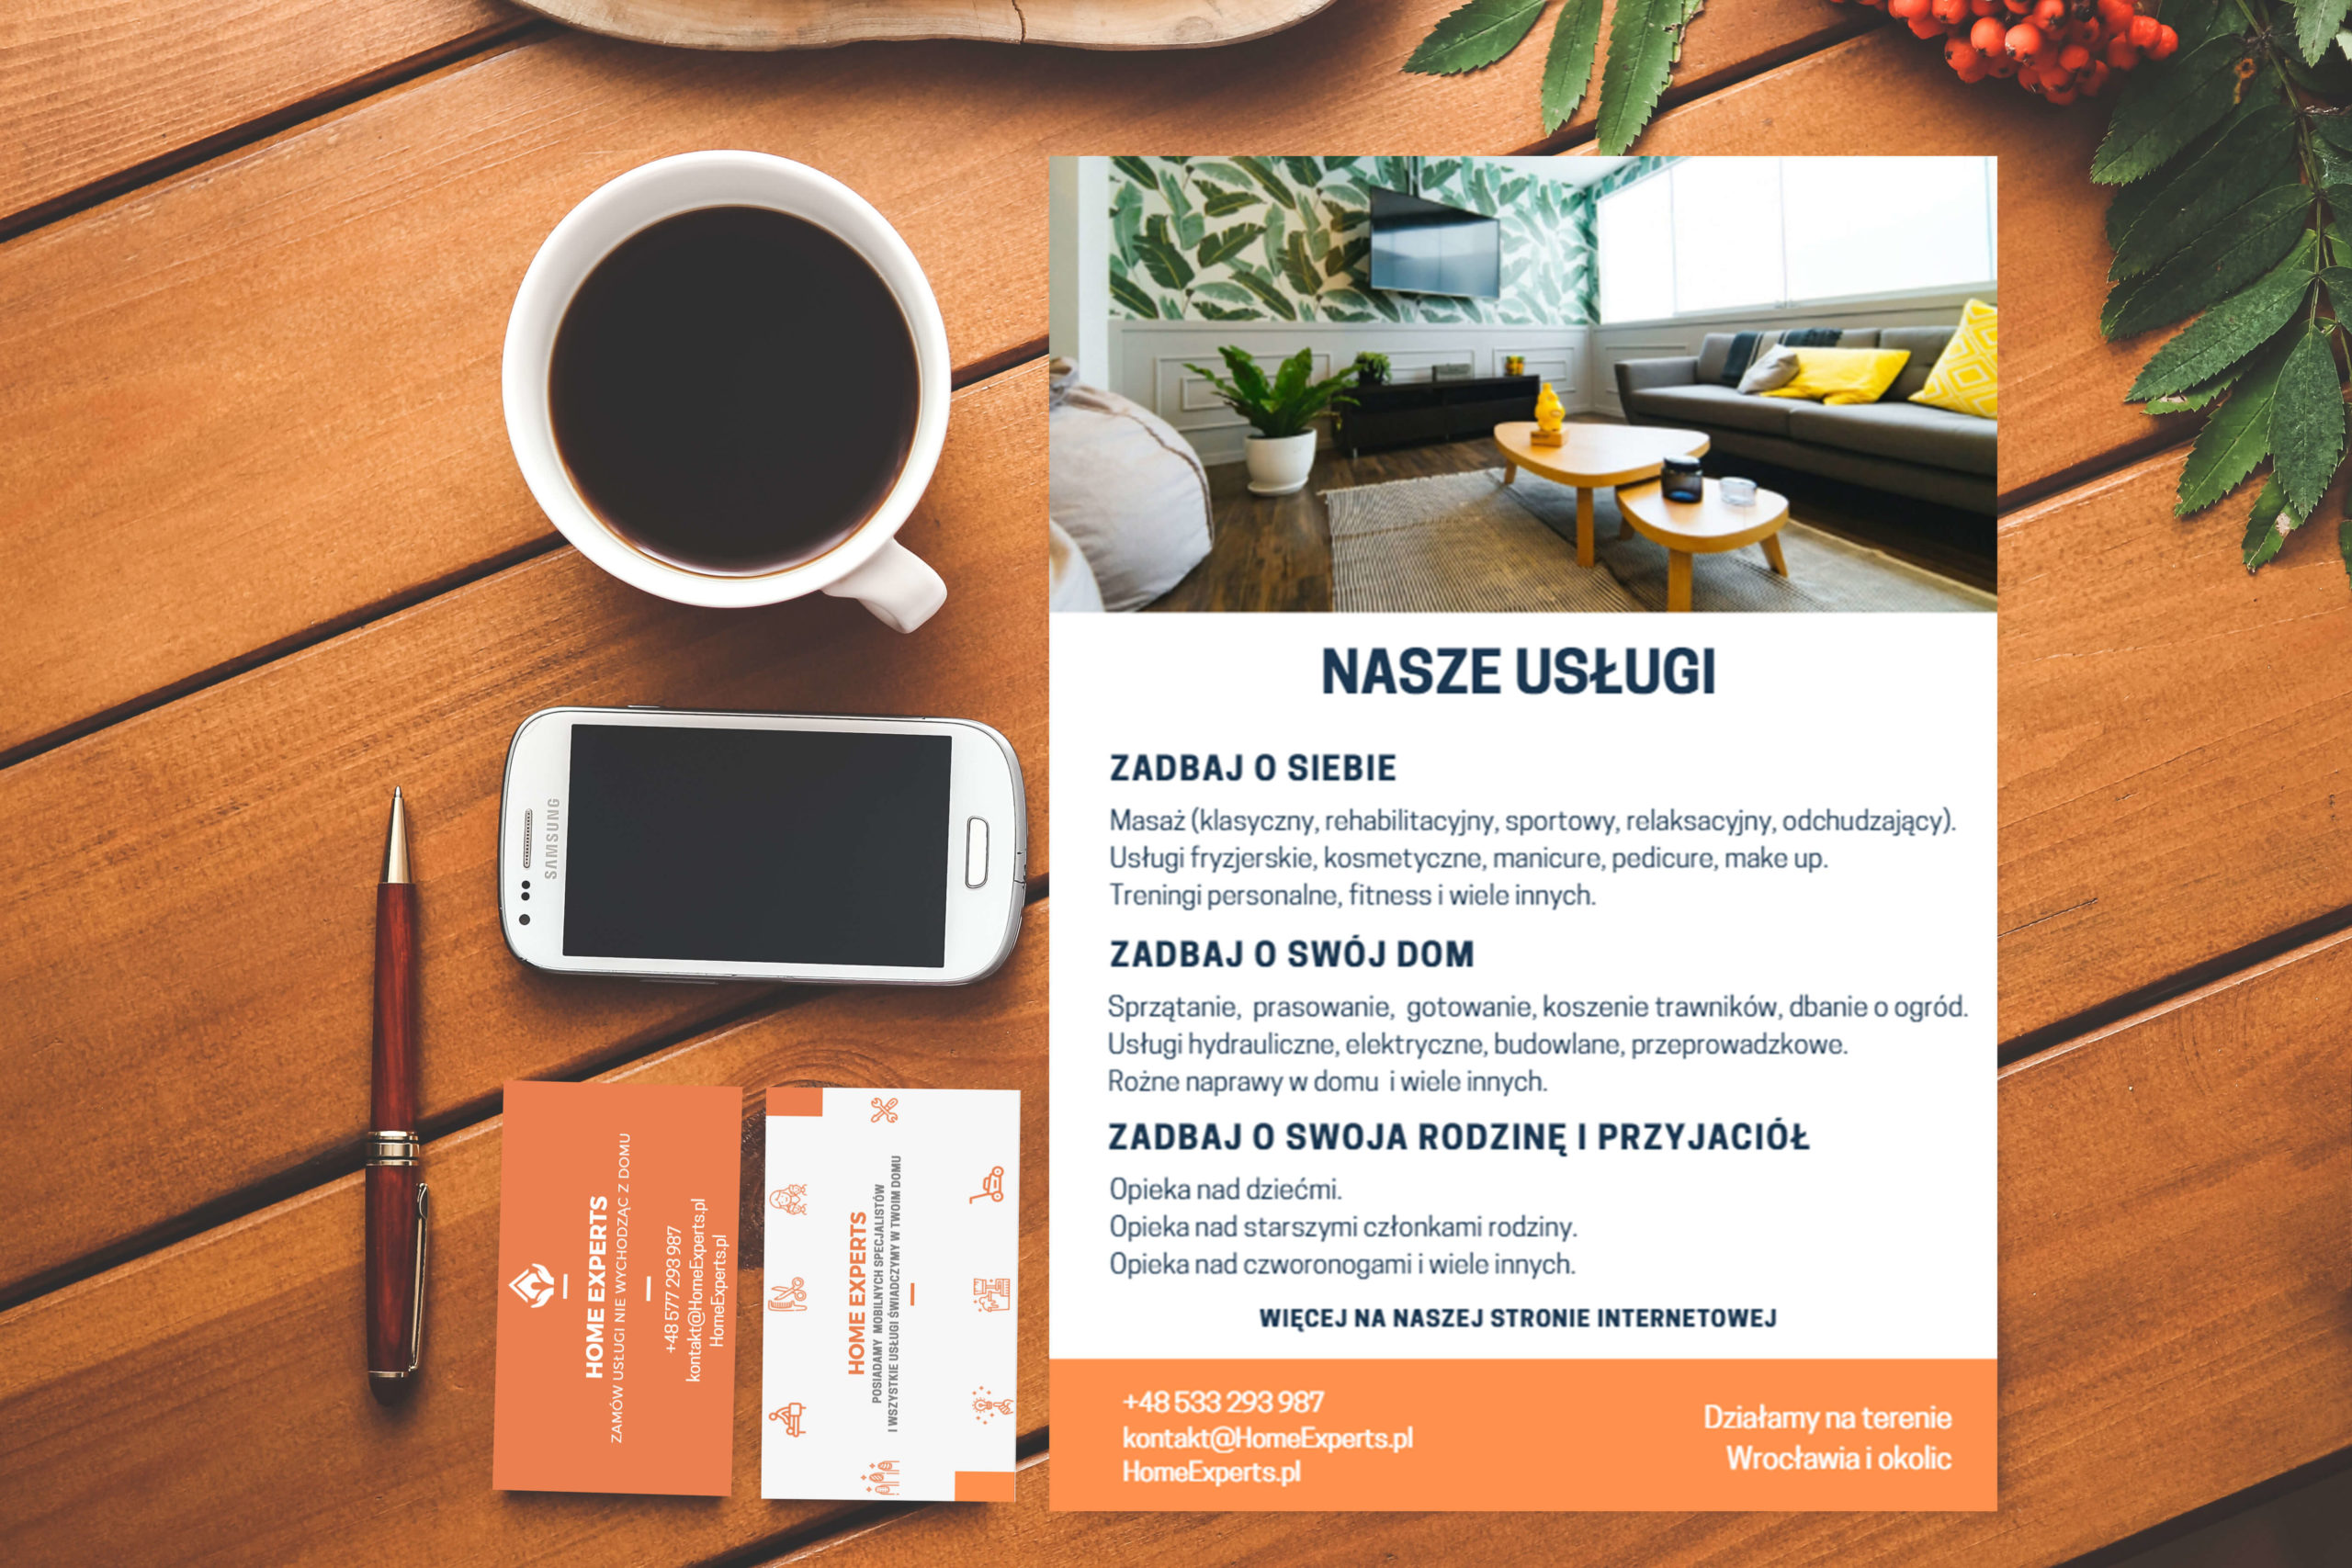 SAMSUNG
HOME EXPERTS
ZAMÓW USŁUGI NIE WYCHODZĄC Z DOMU
+48 577 293 987
kontakt@HomeExperts.pl
HomeExperts.pl
HOME EXPERTS
POSIADAMY MOBILNYCH SPECJALISTÓW
I WSZYSTKIE USŁUGI ŚWIADCZYMY W TWOIM DOMU
NASZE USŁUGI
ZADBAJ O SIEBIE
Masaż (klasyczny, rehabilitacyjny, sportowy, relaksacyjny, odchudzający).
Usługi fryzjerskie, kosmetyczne, manicure, pedicure, make up.
Treningi personalne, fitness i wiele innych.
ZADBAJ O SWÓJ DOM
Sprzątanie, prasowanie, gotowanie, koszenie trawników, dbanie o ogród.
Usługi hydrauliczne, elektryczne, budowlane, przeprowadzkowe.
Rożne naprawy w domu i wiele innych.
ZADBAJ O SWOJA RODZINĘ I PRZYJACIÓŁ
Opieka nad dziećmi.
Opieka nad starszymi członkami rodziny.
Opieka nad czworonogami i wiele innych.
WIĘCEJ NA NASZEJ STRONIE INTERNETOWEJ
+48 533 293 987
kontakt@HomeExperts.pl
HomeExperts.pl
Działamy na terenie
Wrocławia i okolic